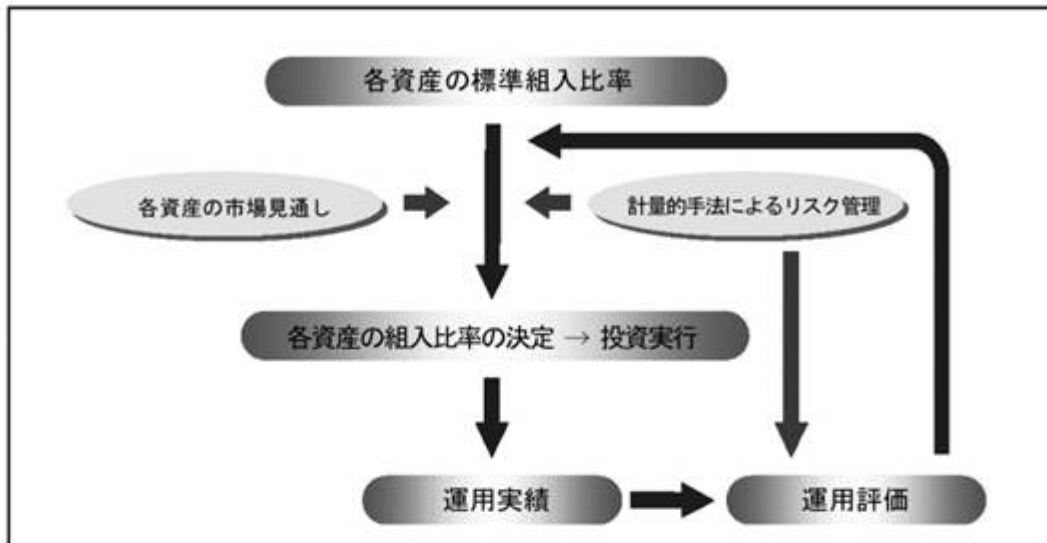 各資産の標準組入比率
各資産の市場見通し
計量的手法によるリスク管理
各資産の組入比率の決定 → 投資実行
運用実績
運用評価